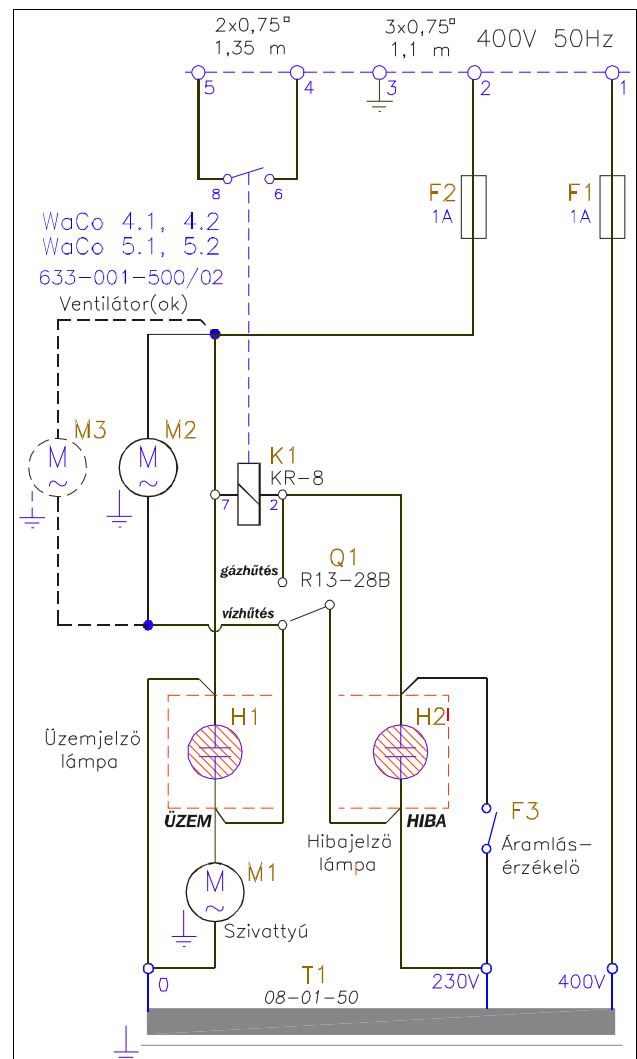 2x0,75▫
1,35 m
3x0,75▫
1,1 m
400V 50Hz
5
4
3
2
1
8
6
F2
1A
F1
1A
WaCo 4.1, 4.2
WaCo 5.1, 5.2
633-001-500/02
Ventilátor(ok)
M3
M
~
M2
M
~
K1
KR-8
7
2
gázhűtés
Q1
R13-28B
vízhűtés
H1
H2
Üzemjelző
lámpa
ÜZEM
HIBA
Hibajelző
lámpa
F3
Áramlás-
érzékelő
M1
M
~
Szivattyú
0
T1
08-01-50
230V
400V